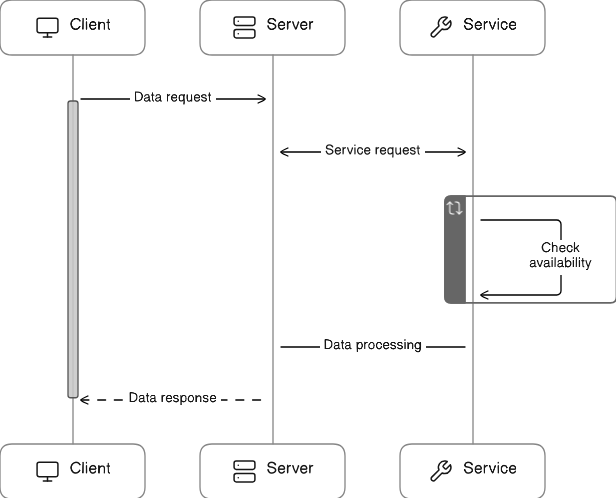 Client
Server
Service
Data request
Service request
Check
availability
Data processing
Data response
Client
Server
Service